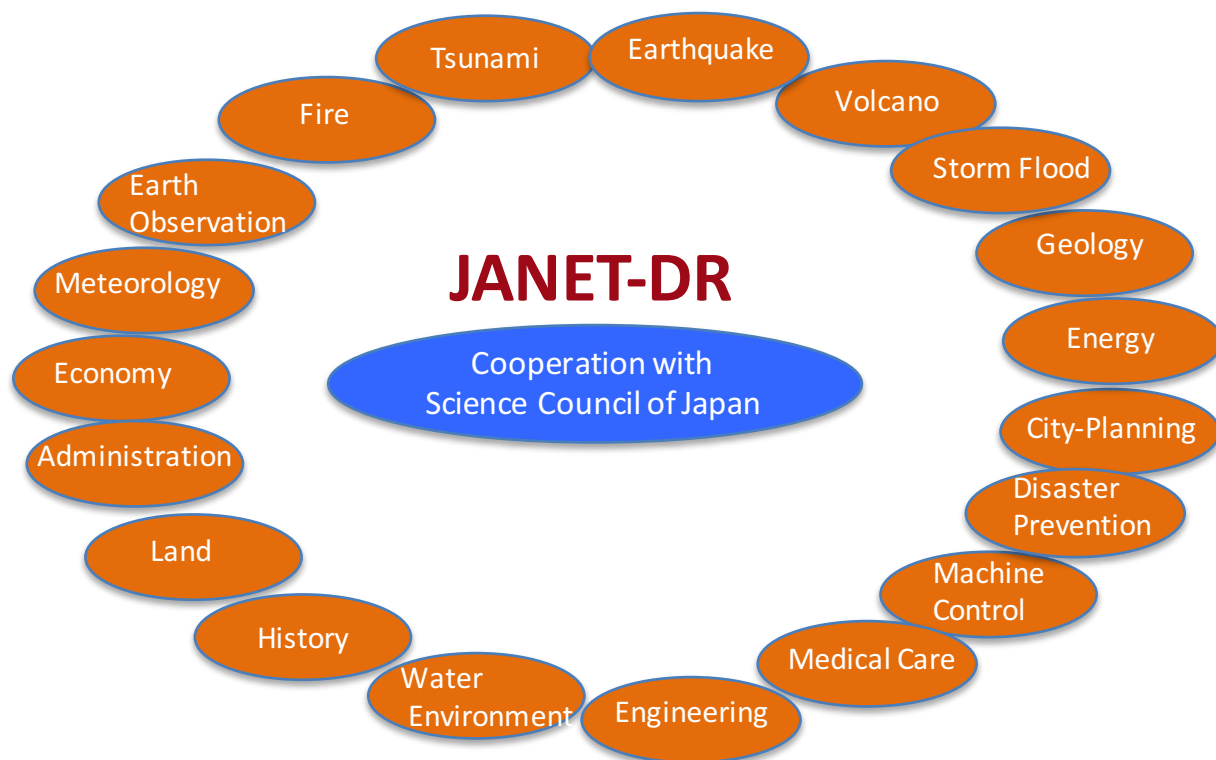 Tsunami
Earthquake
Volcano
Storm Flood
Geology
Energy
City-Planning
Disaster
Prevention
Machine
Control
Medical Care
Engineering
Water
Environment
History
Land
Administration
Economy
Meteorology
Earth
Observation
Fire
JANET-DR
Cooperation with
Science Council of Japan